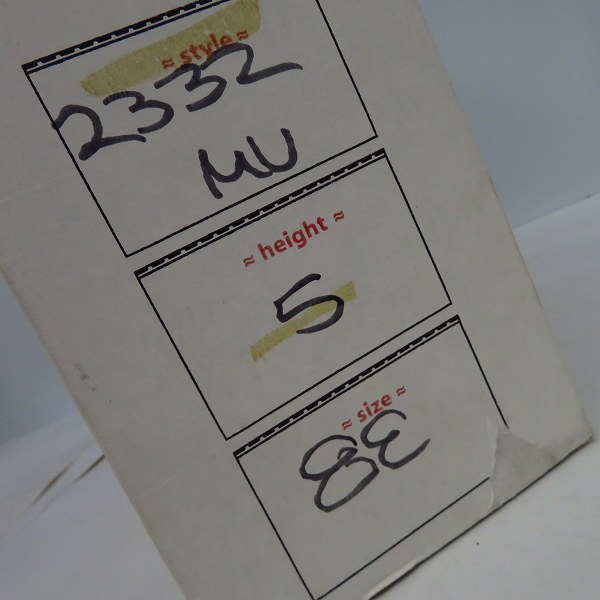 ≈ style ≈
2332
MU
≈ height ≈
5
≈ size ≈
8E